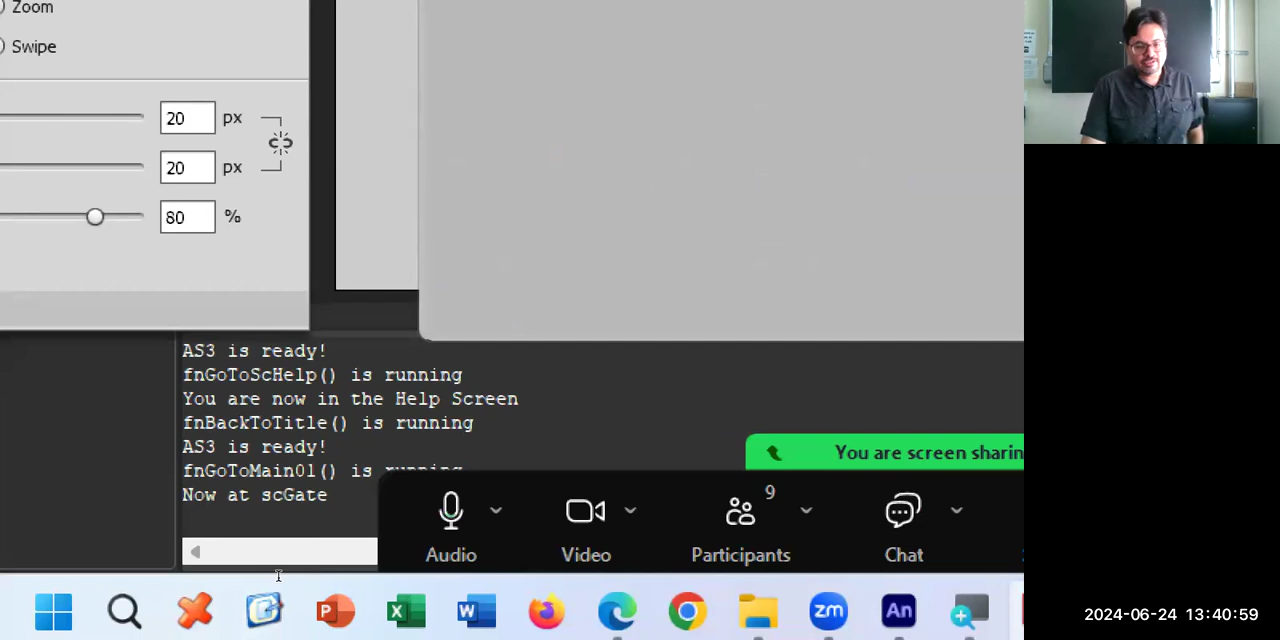 Zoom
Swipe
20 px
20 px
80 %
AS3 is ready!
fnGoToScHelp() is running
You are now in the Help Screen
fnBackToTitle() is running
AS3 is ready!
fnGoToMain01() is running
Now at scGate
You are screen sharin
9
Audio
Video
Participants
Chat
P
X
W
zm
An
2024-06-24 13:40:59